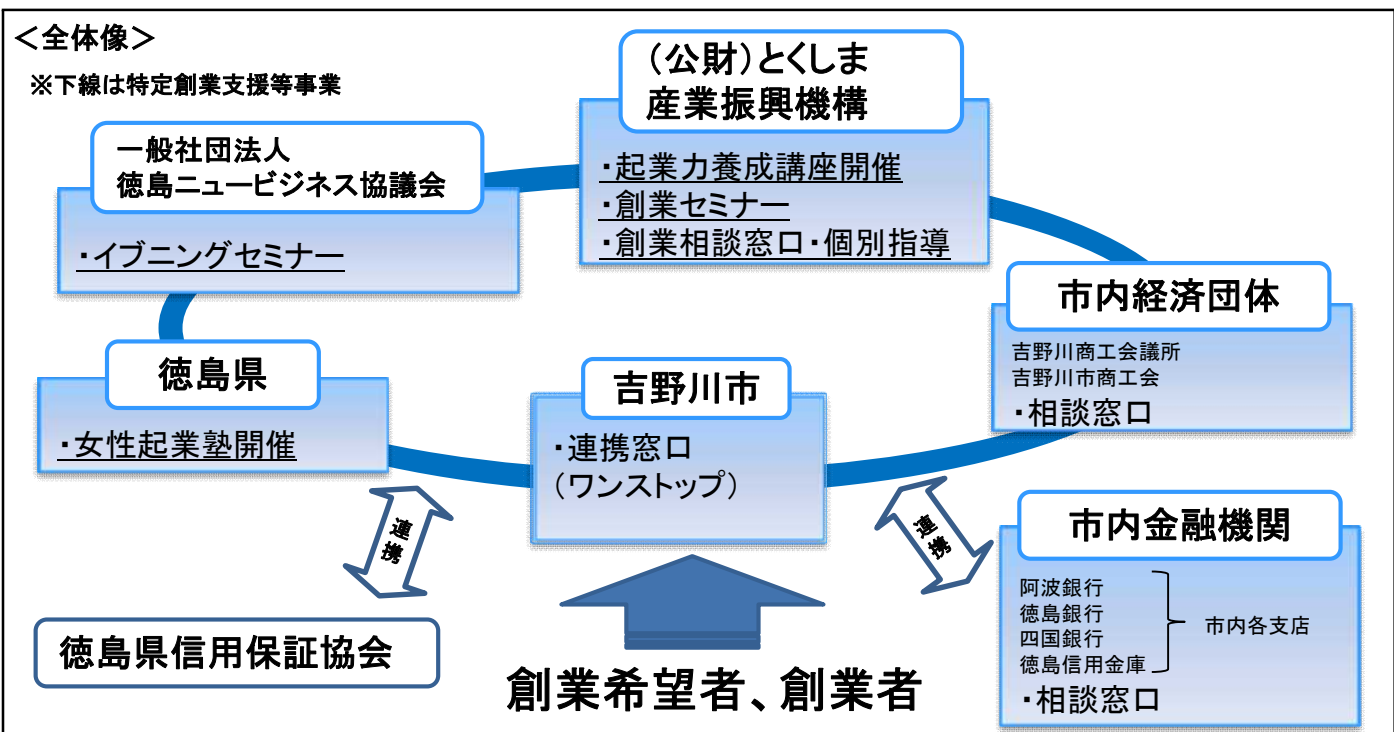 ＜全体像＞
※下線は特定創業支援等事業
（公財）とくしま
産業振興機構
・起業力養成講座開催
・創業セミナー
・創業相談窓口・個別指導
一般社団法人
徳島ニュービジネス協議会
・イブニングセミナー
市内経済団体
吉野川商工会議所
吉野川市商工会
・相談窓口
徳島県
・女性起業塾開催
吉野川市
・連携窓口
（ワンストップ）
連携
連携
市内金融機関
阿波銀行
徳島銀行
四国銀行
徳島信用金庫
市内各支店
・相談窓口
徳島県信用保証協会
創業希望者、創業者